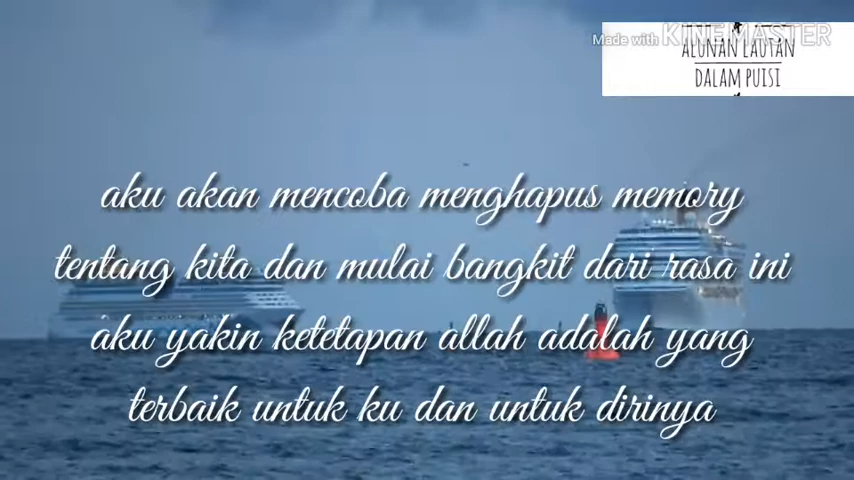 Made with KINEMASTER
ALUNAN LAUTAN
DALAM PUISI
aku akan mencoba menghapus memory
tentang kita dan mulai bangkit dari rasa ini
aku yakin ketetapan allah adalah yang
terbaik untuk ku dan untuk dirinya